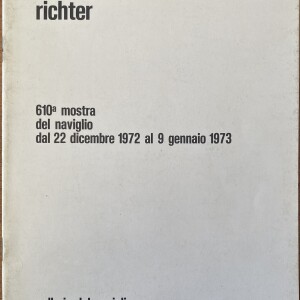 richter
610ª mostra
del naviglio
dal 22 dicembre 1972 al 9 gennaio 1973